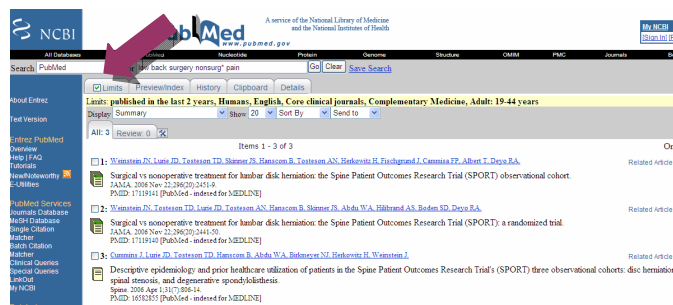 A service of the National Library of Medicine
and the National Institutes of Health
NCBI
PubMed
www.pubmed.gov
My NCBI
[Sign In]
All Databases PubMed Nucleotide Protein Genome Structure OMIM PMC Journals
Search PubMed for low back surgery nonsurg* pain Go Clear Save Search
Limits Preview/Index History Clipboard Details
Limits: published in the last 2 years, Humans, English, Core clinical journals, Complementary Medicine, Adult: 19-44 years
Display Summary Show 20 Sort By Send to
All: 3 Review: 0
Items 1 - 3 of 3
About Entrez
Text Version
Entrez PubMed
Overview
Help | FAQ
Tutorials
New/Noteworthy
E-Utilities
PubMed Services
Journals Database
MeSH Database
Single Citation
Matcher
Batch Citation
Matcher
Clinical Queries
Special Queries
LinkOut
My NCBI
1: Weinstein JN, Lurie JD, Tosteson TD, Skinner JS, Hanscom B, Tosteson AN, Herkowitz H, Fischgrund J, Cammisa FP, Albert T, Deyo RA.
Related Article
Surgical vs nonoperative treatment for lumbar disk herniation: the Spine Patient Outcomes Research Trial (SPORT) observational cohort.
JAMA. 2006 Nov 22;296(20):2451-9.
PMID: 17119141 [PubMed - indexed for MEDLINE]
2: Weinstein JN, Tosteson TD, Lurie JD, Tosteson AN, Hanscom B, Skinner JS, Abdu WA, Hilibrand AS, Boden SD, Deyo RA.
Related Article
Surgical vs nonoperative treatment for lumbar disk herniation: the Spine Patient Outcomes Research Trial (SPORT): a randomized trial.
JAMA. 2006 Nov 22;296(20):2441-50.
PMID: 17119140 [PubMed - indexed for MEDLINE]
3: Cummins J, Lurie JD, Tosteson TD, Hanscom B, Abdu WA, Birkmeyer NJ, Herkowitz H, Weinstein J.
Related Article
Descriptive epidemiology and prior healthcare utilization of patients in the Spine Patient Outcomes Research Trial's (SPORT) three observational cohorts: disc herniation
spinal stenosis, and degenerative spondylolisthesis.
Spine. 2006 Apr 1;31(7):806-14.
PMID: 16582855 [PubMed - indexed for MEDLINE]